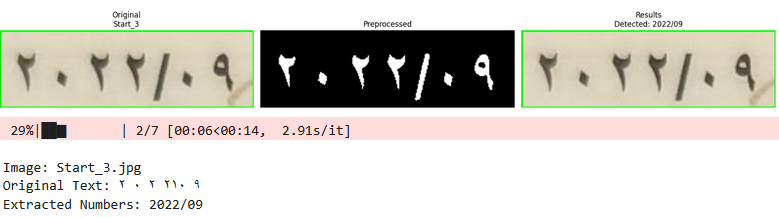 Original
Start_3
Preprocessed
Results
Detected: 2022/09
٢٠٢٢/٠٩
٢٠٢٢/٠٩
٢٠٢٢/٠٩
29%| | 2/7 [00:06<00:14, 2.91s/it]
Image: Start_3.jpg
Original Text: ٢ ٠ ٢ ٢١٠ ٩
Extracted Numbers: 2022/09